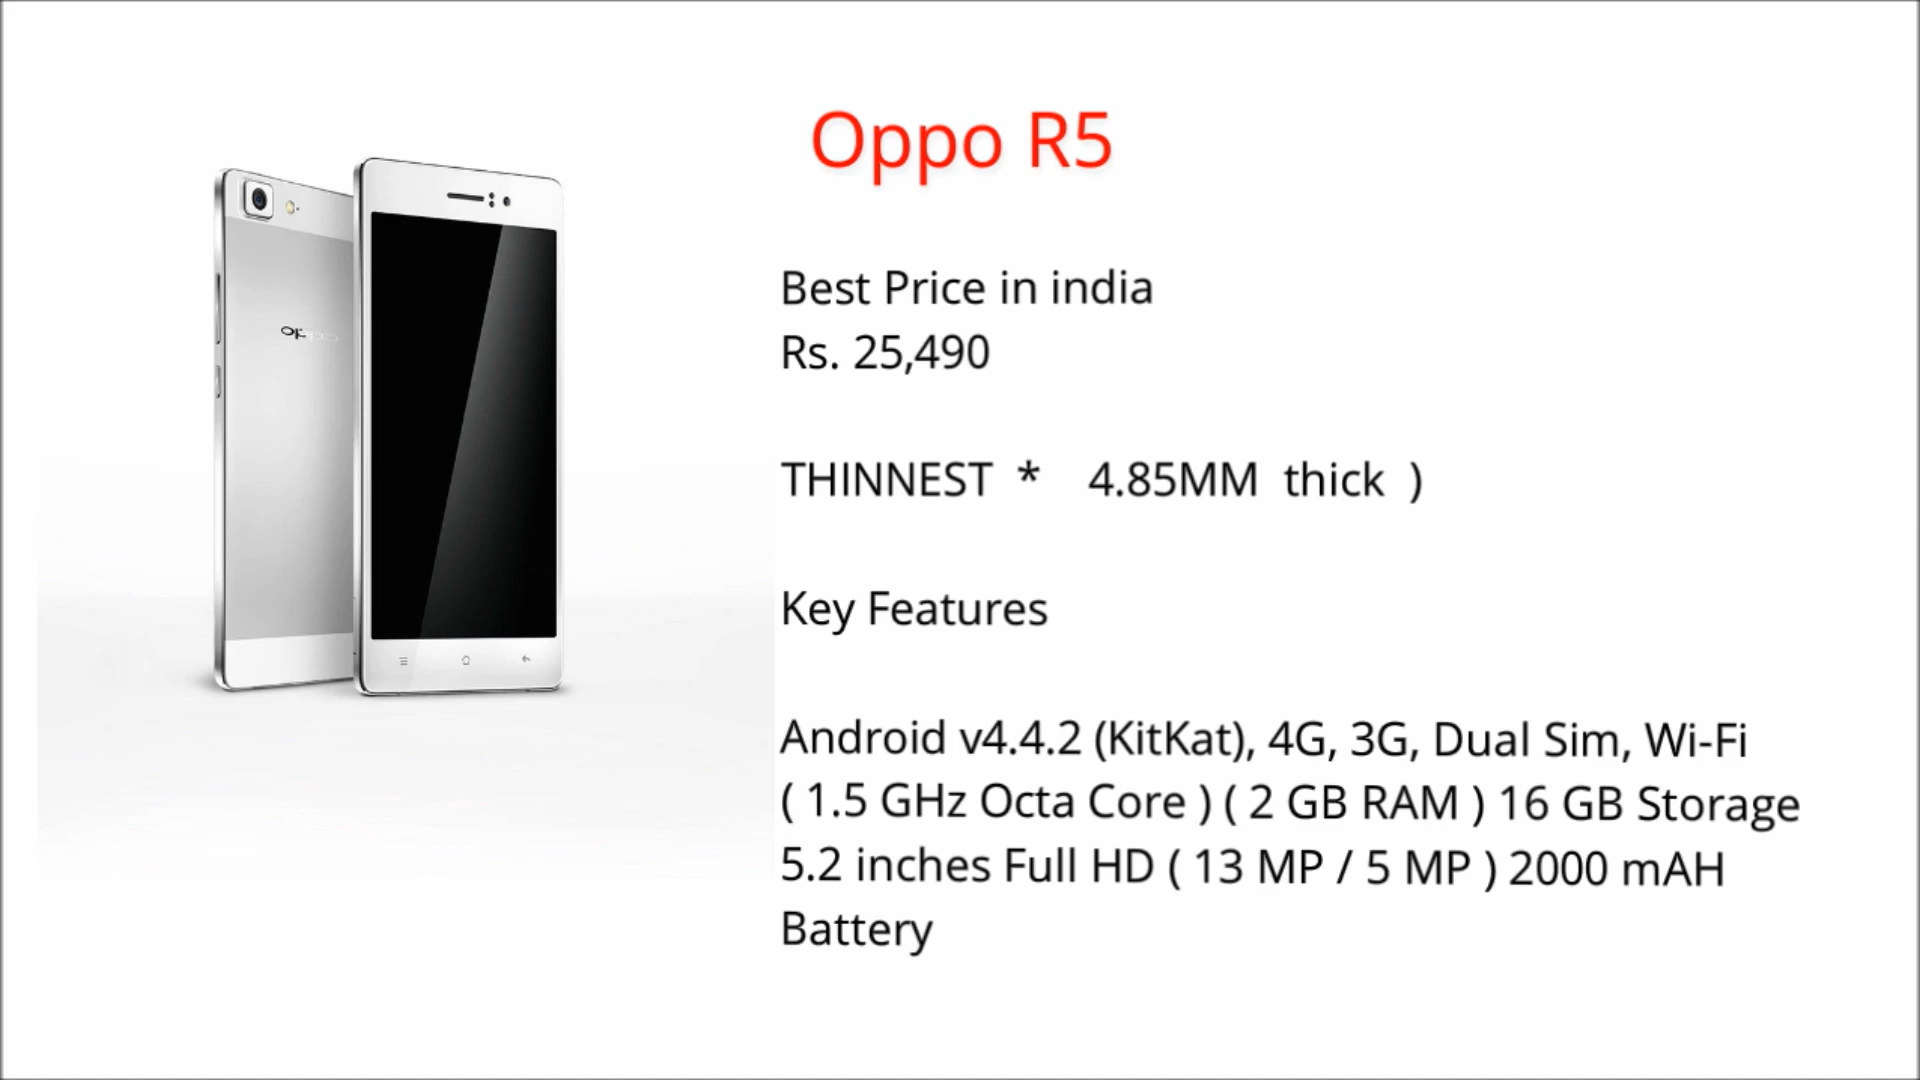 Oppo R5
Best Price in india
Rs. 25,490
THINNEST * 4.85MM thick )
Key Features
Android v4.4.2 (KitKat), 4G, 3G, Dual Sim, Wi-Fi
( 1.5 GHz Octa Core ) ( 2 GB RAM ) 16 GB Storage
5.2 inches Full HD ( 13 MP / 5 MP ) 2000 mAH
Battery
oppo